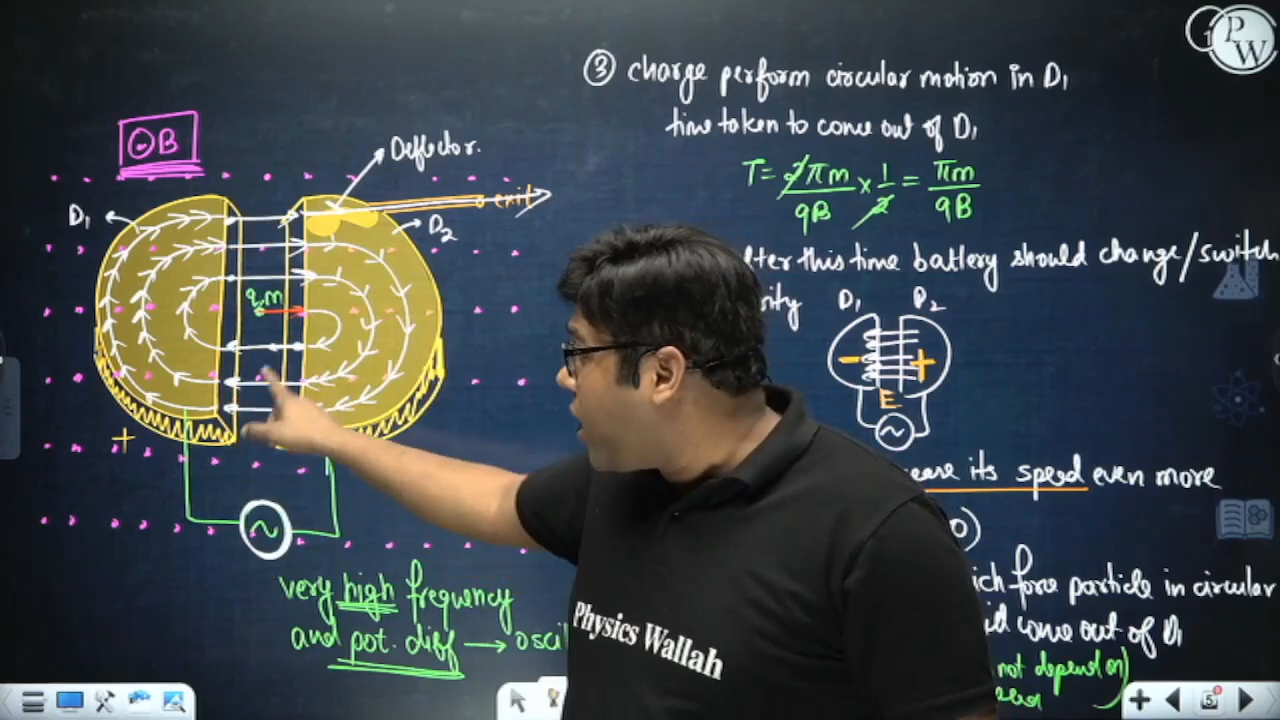 PW
③ charge perform circular motion in D₁
time taken to come out of D₁
T = 2πm/qB × 1/2 = πm/qB
after this time battery should change/switch
D₁ D₂
- +
E
~
its speed even more
force particle in circular
come out of D₁
not depend on
⊙B
Deflector.
exit
D₁
D₂
q, m
+
~
very high frequency
and pot. diff →
Physics Wallah
5